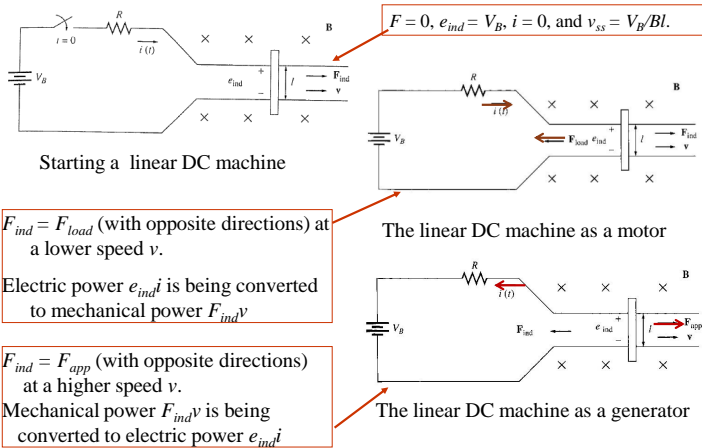 F = 0, e_ind = V_B, i = 0, and v_ss = V_B/Bl.
t = 0
R
i (t)
B
V_B
e_ind
+
–
l
F_ind
v
Starting a linear DC machine
R
i (t)
B
V_B
F_load
e_ind
+
–
l
F_ind
v
The linear DC machine as a motor
F_ind = F_load (with opposite directions) at
a lower speed v.
Electric power e_ind i is being converted
to mechanical power F_ind v
R
i (t)
B
V_B
F_ind
e_ind
+
–
l
F_app
v
The linear DC machine as a generator
F_ind = F_app (with opposite directions)
at a higher speed v.
Mechanical power F_ind v is being
converted to electric power e_ind i